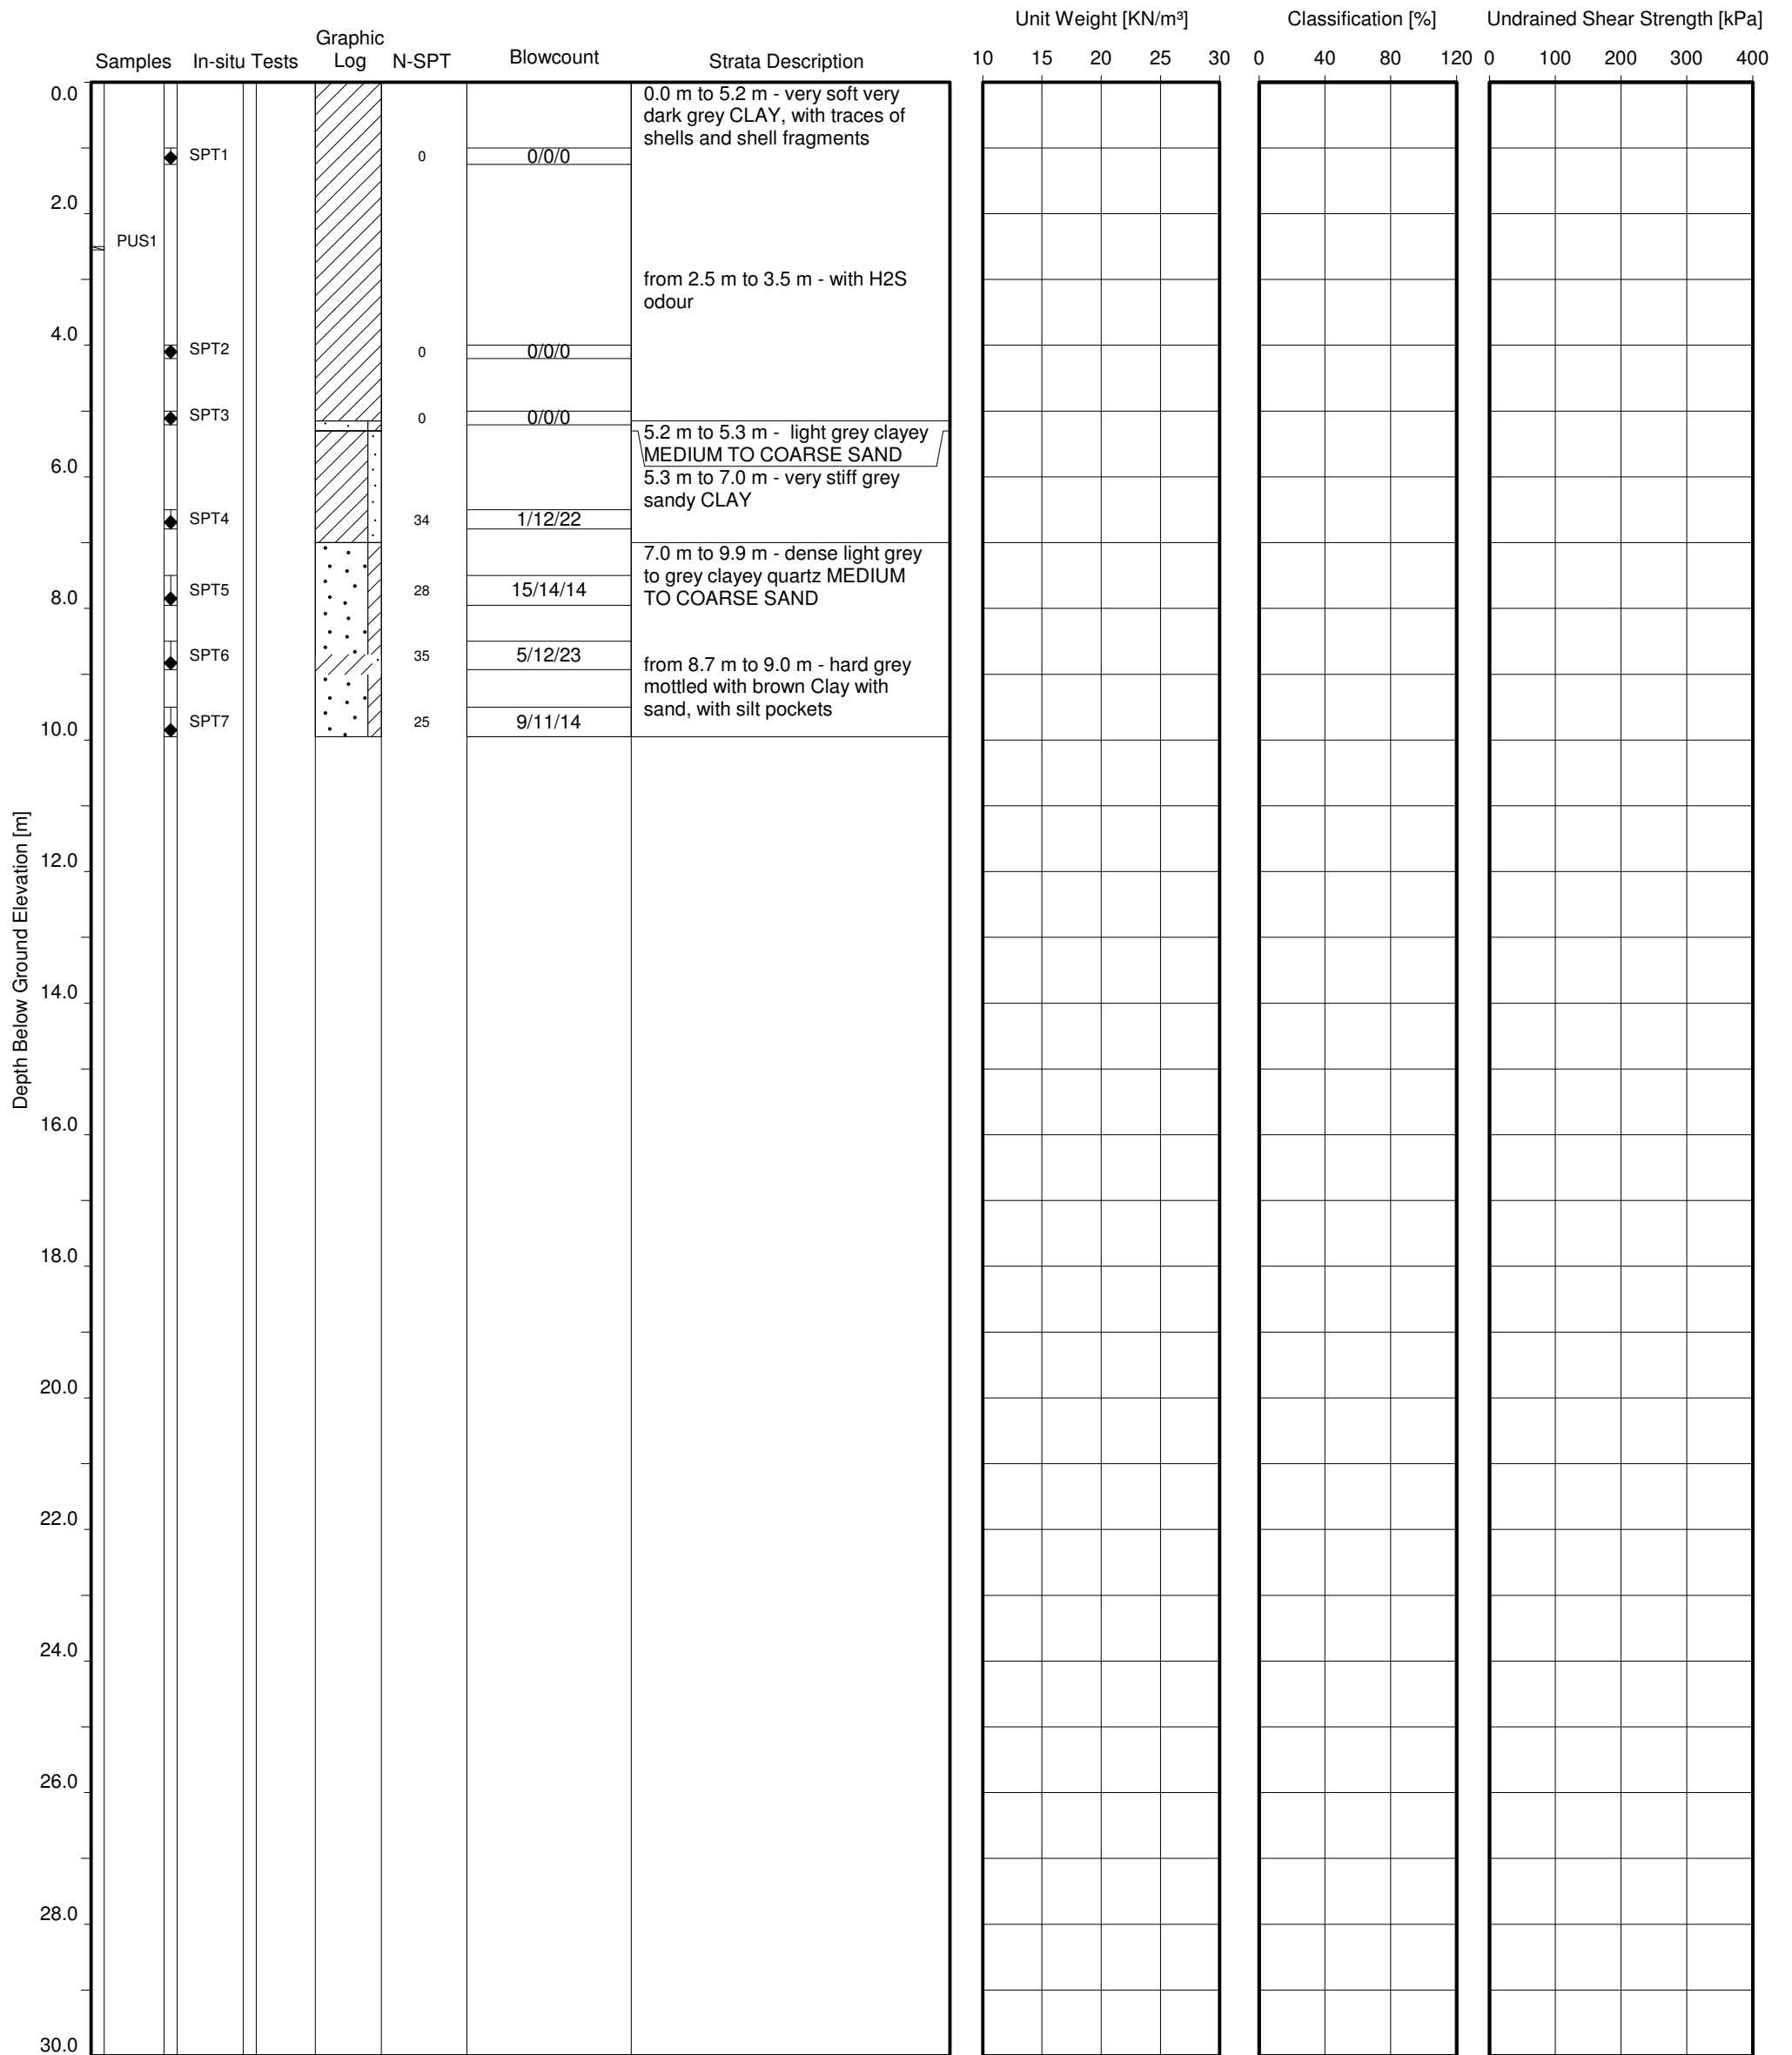 Unit Weight [KN/m³] Classification [%] Undrained Shear Strength [kPa]
Samples In-situ Tests Graphic Log N-SPT Blowcount Strata Description
10 15 20 25 30 0 40 80 120 0 100 200 300 400
0.0
0.0 m to 5.2 m - very soft very
dark grey CLAY, with traces of
shells and shell fragments
SPT1 0 0/0/0
2.0
PUS1
from 2.5 m to 3.5 m - with H2S
odour
4.0
SPT2 0 0/0/0
SPT3 0 0/0/0
5.2 m to 5.3 m - light grey clayey
MEDIUM TO COARSE SAND
6.0
5.3 m to 7.0 m - very stiff grey
sandy CLAY
SPT4 34 1/12/22
7.0 m to 9.9 m - dense light grey
to grey clayey quartz MEDIUM
TO COARSE SAND
SPT5 28 15/14/14
8.0
SPT6 35 5/12/23
from 8.7 m to 9.0 m - hard grey
mottled with brown Clay with
sand, with silt pockets
SPT7 25 9/11/14
10.0
Depth Below Ground Elevation [m]
12.0
14.0
16.0
18.0
20.0
22.0
24.0
26.0
28.0
30.0